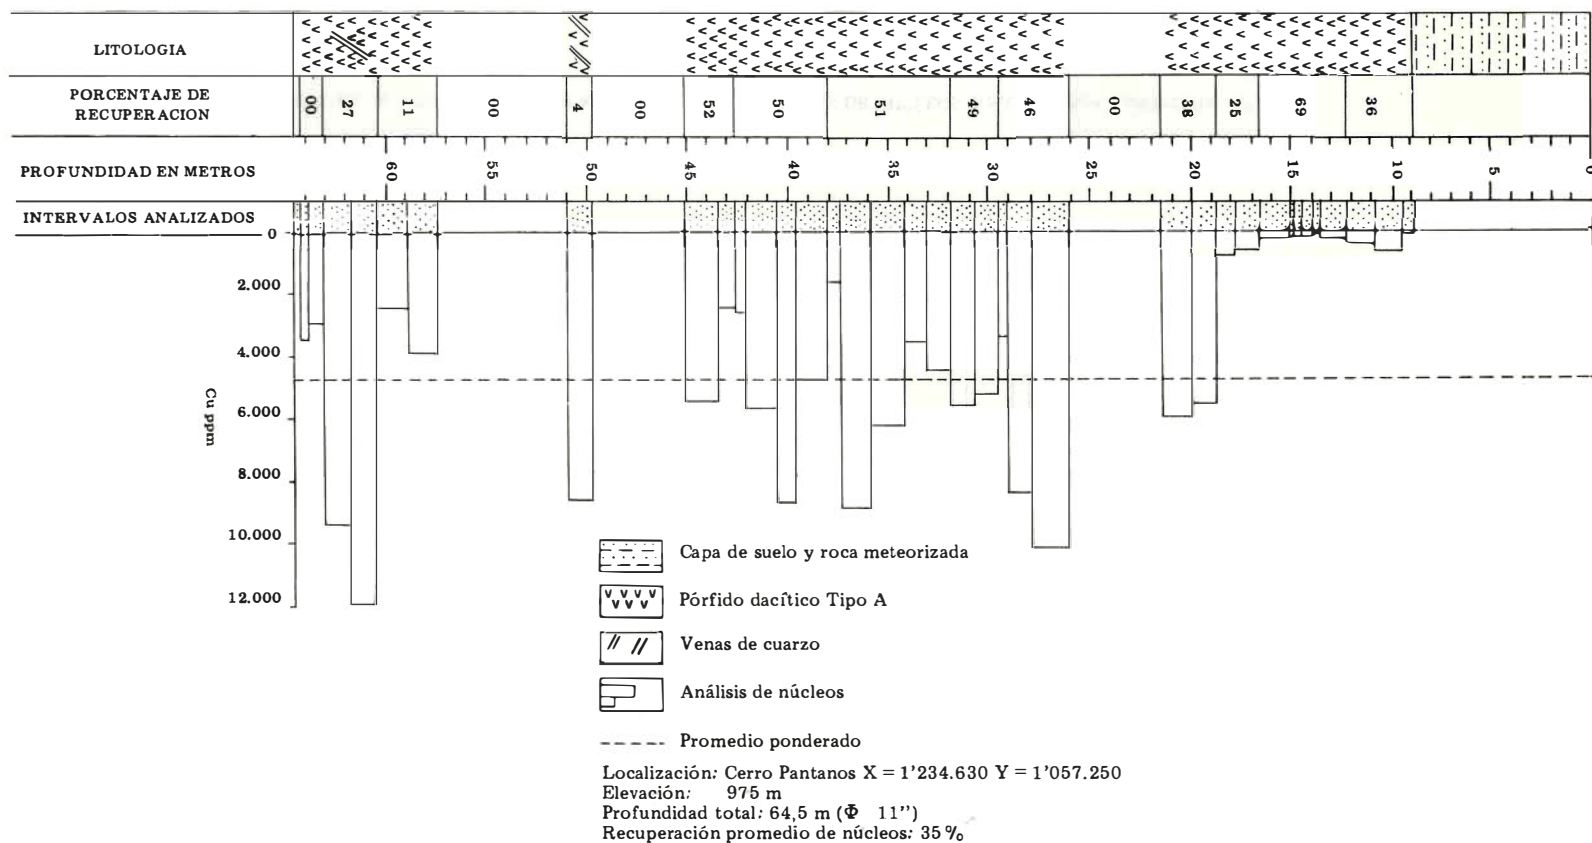 LITOLOGIA
PORCENTAJE DE
RECUPERACION
00 27 11 00 4 00 52 50 51 49 46 00 38 25 69 36
PROFUNDIDAD EN METROS
60 55 50 45 40 35 30 25 20 15 10 5 0
INTERVALOS ANALIZADOS
0
2.000
4.000
6.000
8.000
10.000
12.000
Cu ppm
Capa de suelo y roca meteorizada
Pórfido dacítico Tipo A
Venas de cuarzo
Análisis de núcleos
Promedio ponderado
Localización: Cerro Pantanos X = 1'234.630 Y = 1'057.250
Elevación: 975 m
Profundidad total: 64,5 m (Φ 11'')
Recuperación promedio de núcleos: 35%